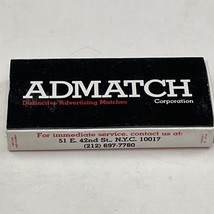 ADMATCH
Distinctive Advertising Matches Corporation
For immediate service, contact us at:
51 E. 42nd St., N.Y.C. 10017
(212) 697-7780